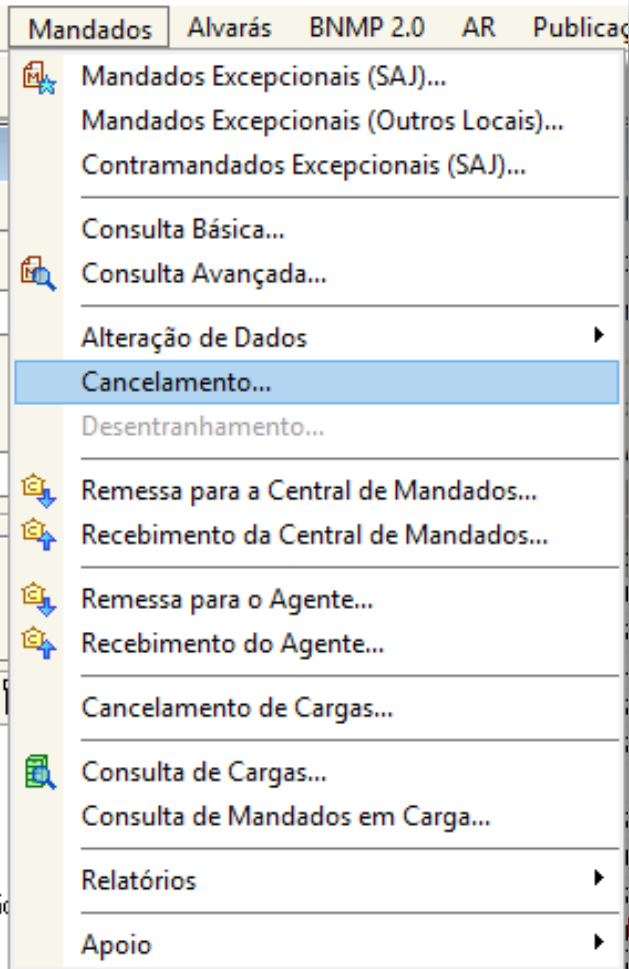 Mandados Alvarás BNMP 2.0 AR Publicaç
Mandados Excepcionais (SAJ)...
Mandados Excepcionais (Outros Locais)...
Contramandados Excepcionais (SAJ)...
Consulta Básica...
Consulta Avançada...
Alteração de Dados
Cancelamento...
Desentranhamento...
Remessa para a Central de Mandados...
Recebimento da Central de Mandados...
Remessa para o Agente...
Recebimento do Agente...
Cancelamento de Cargas...
Consulta de Cargas...
Consulta de Mandados em Carga...
Relatórios
Apoio